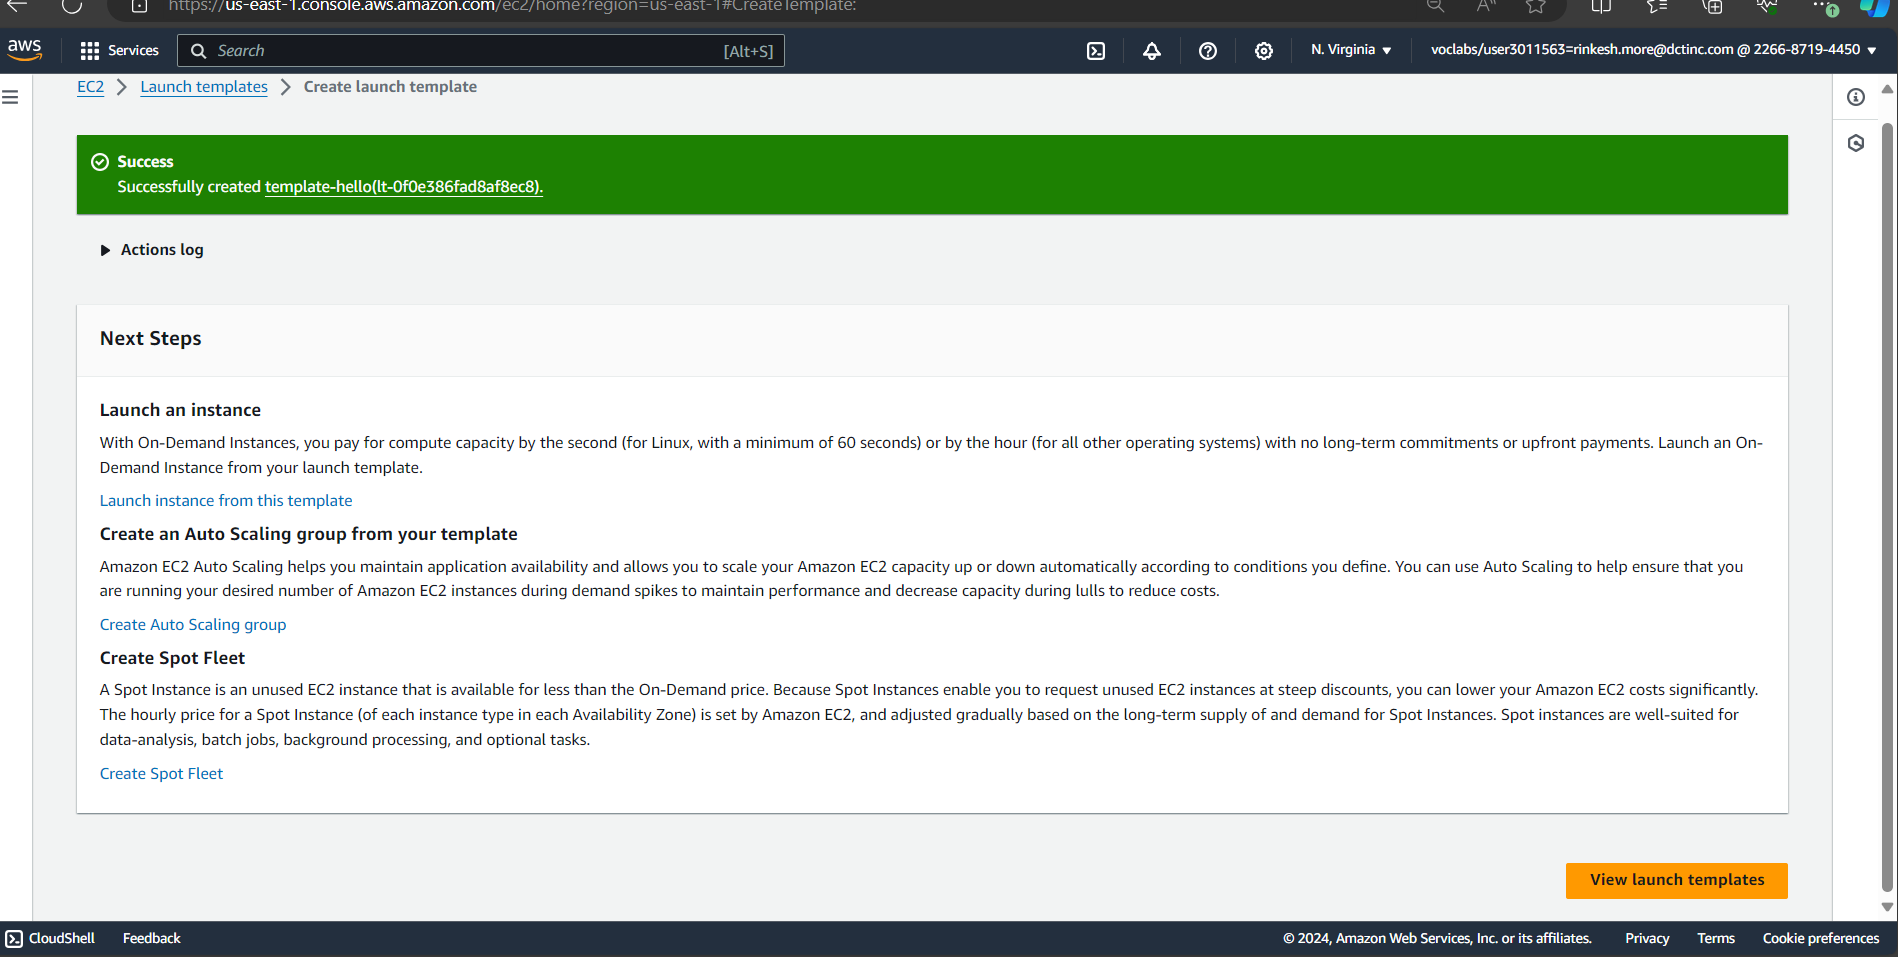 https://us-east-1.console.aws.amazon.com/ec2/home?region=us-east-1#CreateTemplate:
aws
Services
Search
[Alt+S]
N. Virginia
voclabs/user3011563=rinkesh.more@dctinc.com @ 2266-8719-4450
EC2
Launch templates
Create launch template
Success
Successfully created template-hello(lt-0f0e386fad8af8ec8).
Actions log
Next Steps
Launch an instance
With On-Demand Instances, you pay for compute capacity by the second (for Linux, with a minimum of 60 seconds) or by the hour (for all other operating systems) with no long-term commitments or upfront payments. Launch an On-
Demand Instance from your launch template.
Launch instance from this template
Create an Auto Scaling group from your template
Amazon EC2 Auto Scaling helps you maintain application availability and allows you to scale your Amazon EC2 capacity up or down automatically according to conditions you define. You can use Auto Scaling to help ensure that you
are running your desired number of Amazon EC2 instances during demand spikes to maintain performance and decrease capacity during lulls to reduce costs.
Create Auto Scaling group
Create Spot Fleet
A Spot Instance is an unused EC2 instance that is available for less than the On-Demand price. Because Spot Instances enable you to request unused EC2 instances at steep discounts, you can lower your Amazon EC2 costs significantly.
The hourly price for a Spot Instance (of each instance type in each Availability Zone) is set by Amazon EC2, and adjusted gradually based on the long-term supply of and demand for Spot Instances. Spot instances are well-suited for
data-analysis, batch jobs, background processing, and optional tasks.
Create Spot Fleet
View launch templates
CloudShell
Feedback
© 2024, Amazon Web Services, Inc. or its affiliates.
Privacy
Terms
Cookie preferences